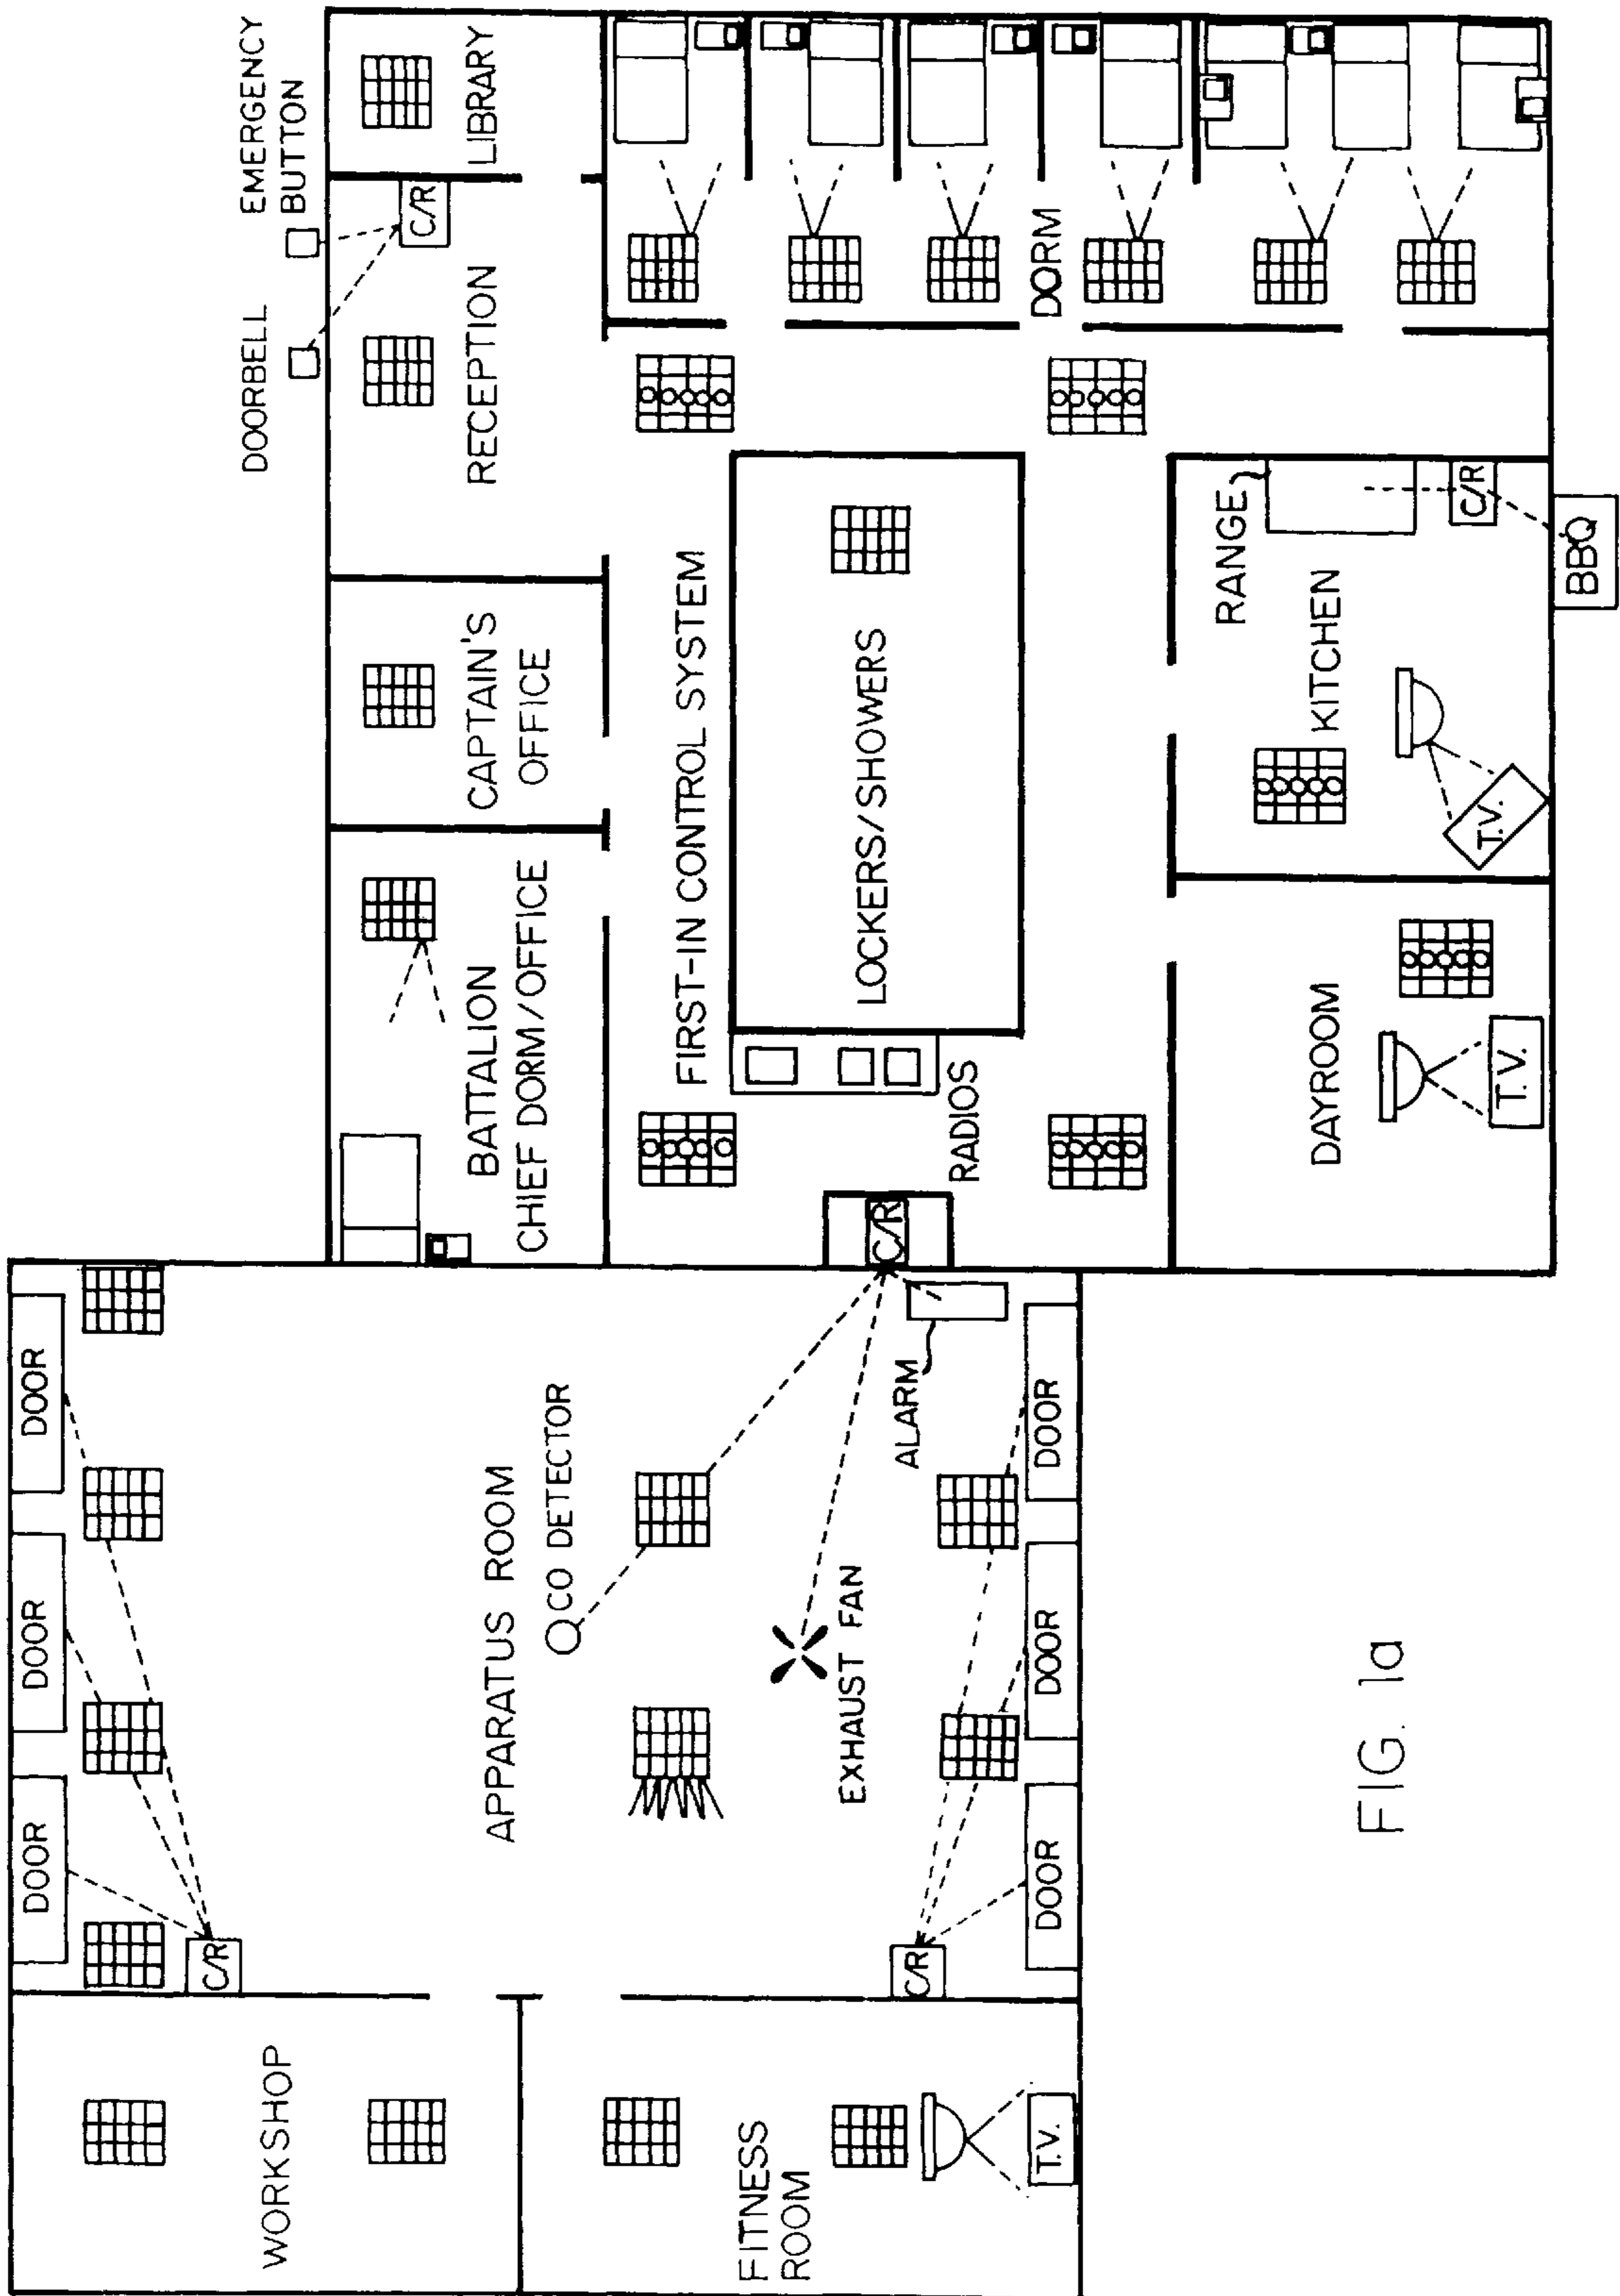 DOORBELL
EMERGENCY
BUTTON
C/R
LIBRARY
RECEPTION
CAPTAIN'S
OFFICE
BATTALION
CHIEF DORM/OFFICE
DORM
FIRST-IN CONTROL SYSTEM
LOCKERS/SHOWERS
RADIOS
C/R
RANGE
C/R
KITCHEN
BBQ
T.V.
DAYROOM
T.V.
DOOR
DOOR
DOOR
C/R
APPARATUS ROOM
CO DETECTOR
EXHAUST FAN
ALARM
C/R
DOOR
DOOR
DOOR
WORKSHOP
FITNESS
ROOM
T.V.
FIG. 1a